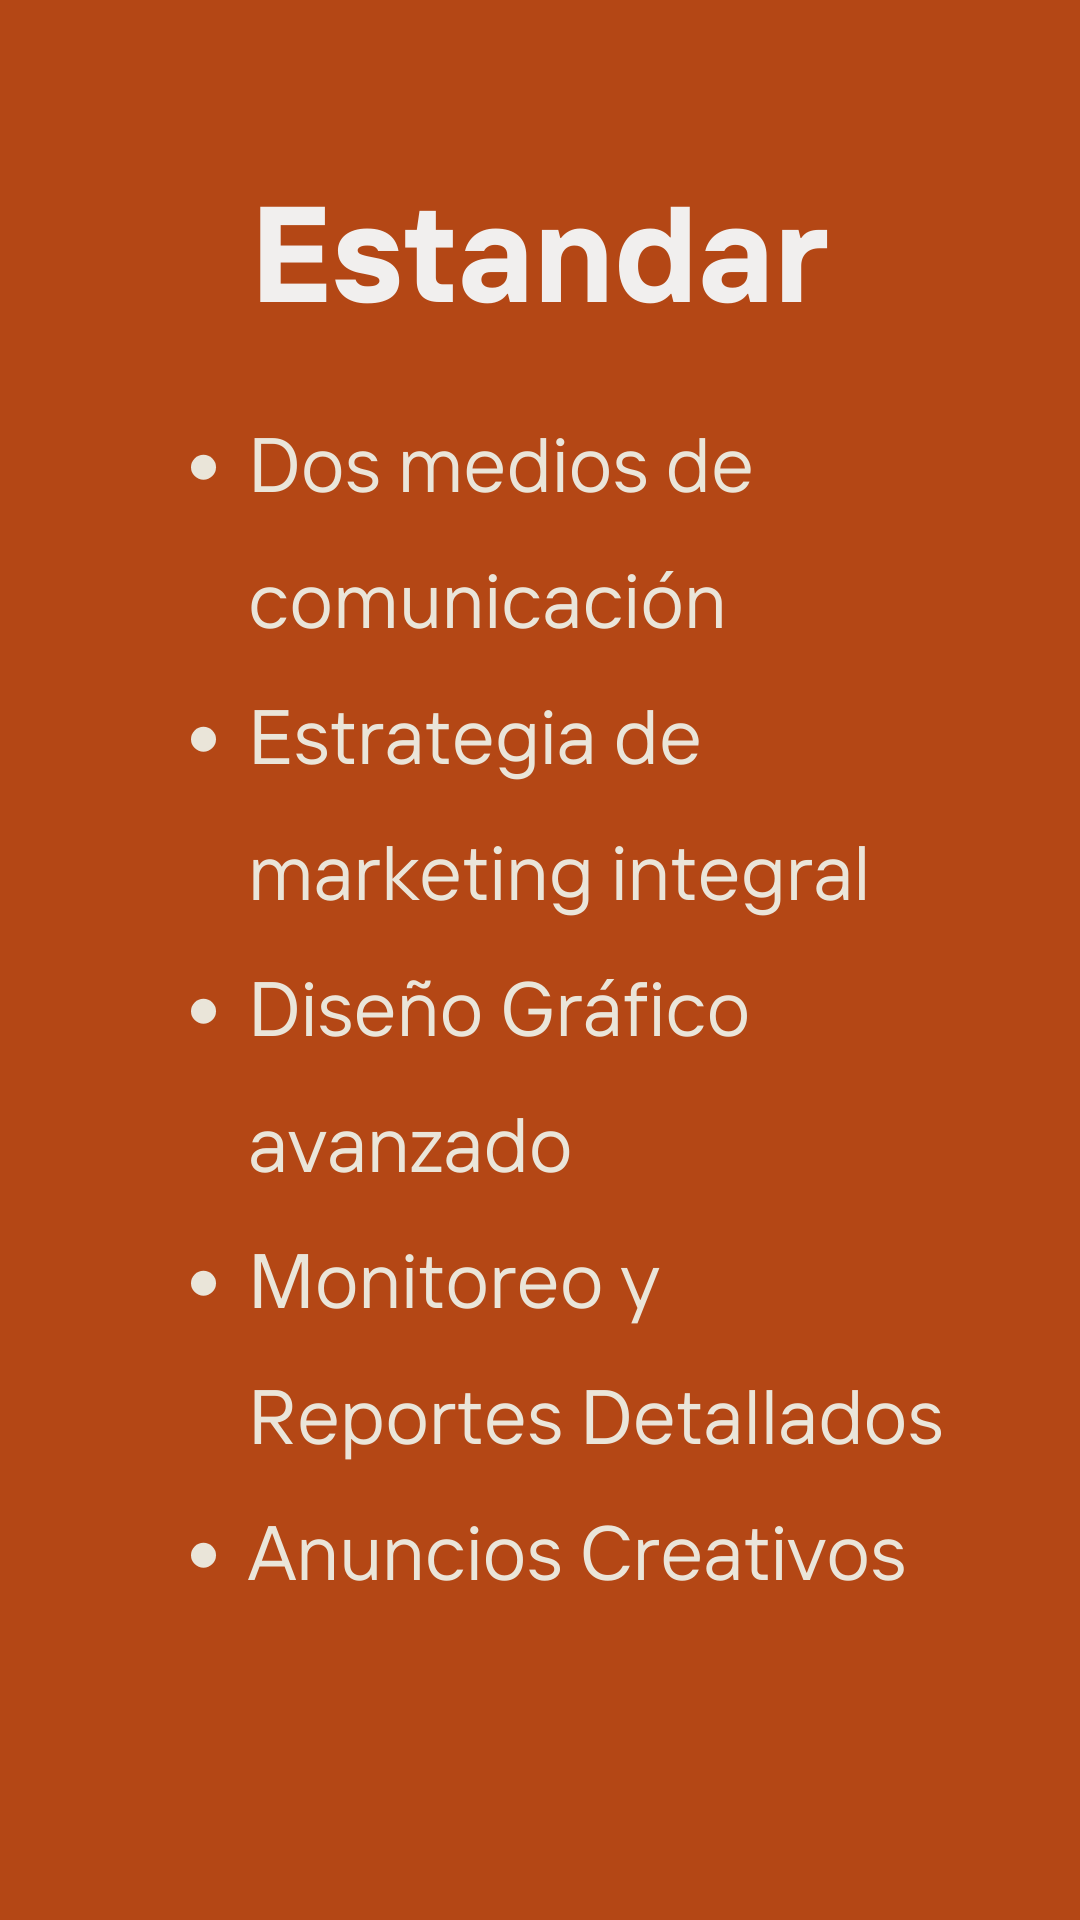 Estandar
• Dos medios de
comunicación
• Estrategia de
marketing integral
• Diseño Gráfico
avanzado
• Monitoreo y
Reportes Detallados
• Anuncios Creativos